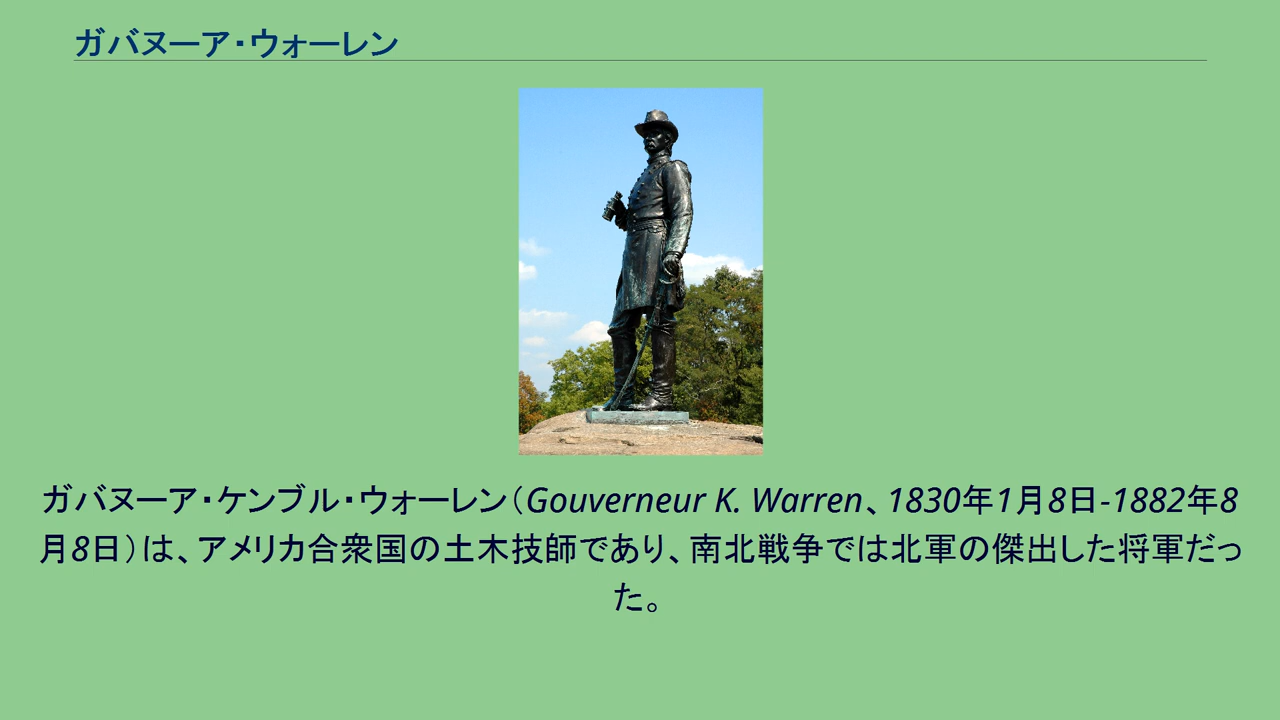 ガバヌーア・ウォーレン
ガバヌーア・ケンブル・ウォーレン（Gouverneur K. Warren、1830年1月8日-1882年8
月8日）は、アメリカ合衆国の土木技師であり、南北戦争では北軍の傑出した将軍だっ
た。